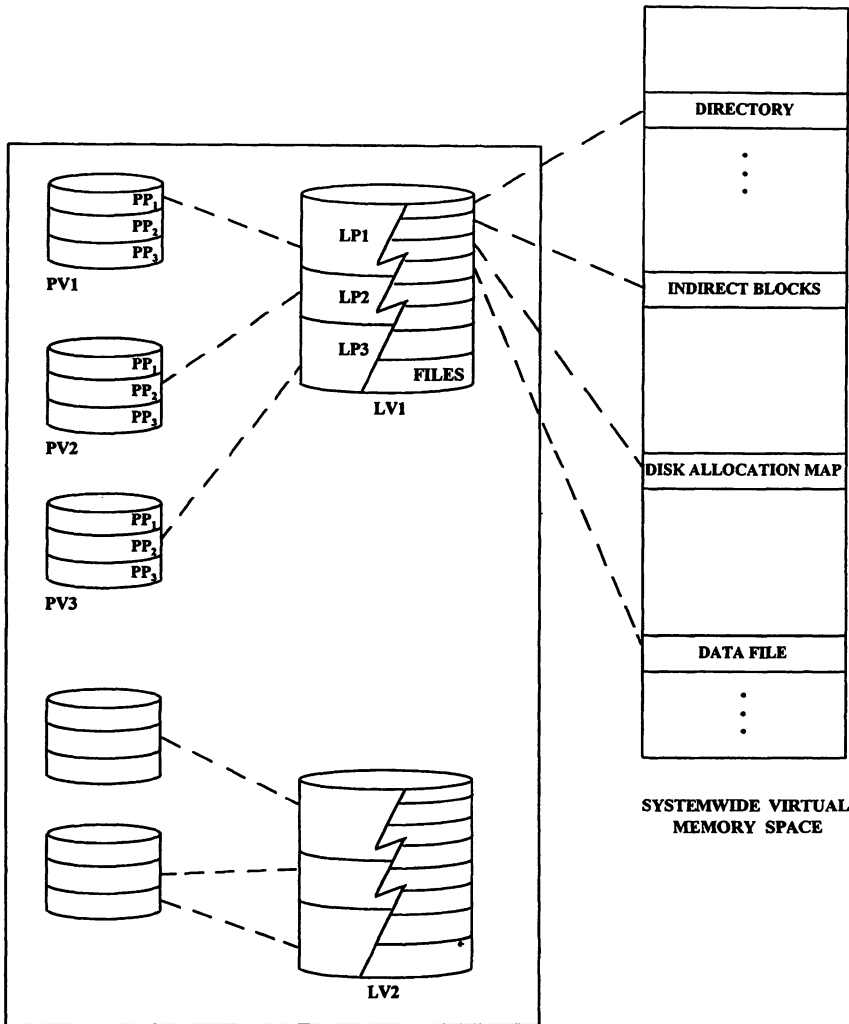 DIRECTORY
PP1
PP2
PP3
PV1
LP1
LP2
LP3
FILES
LV1
INDIRECT BLOCKS
PP1
PP2
PP3
PV2
DISK ALLOCATION MAP
PP1
PP2
PP3
PV3
DATA FILE
SYSTEMWIDE VIRTUAL
MEMORY SPACE
LV2